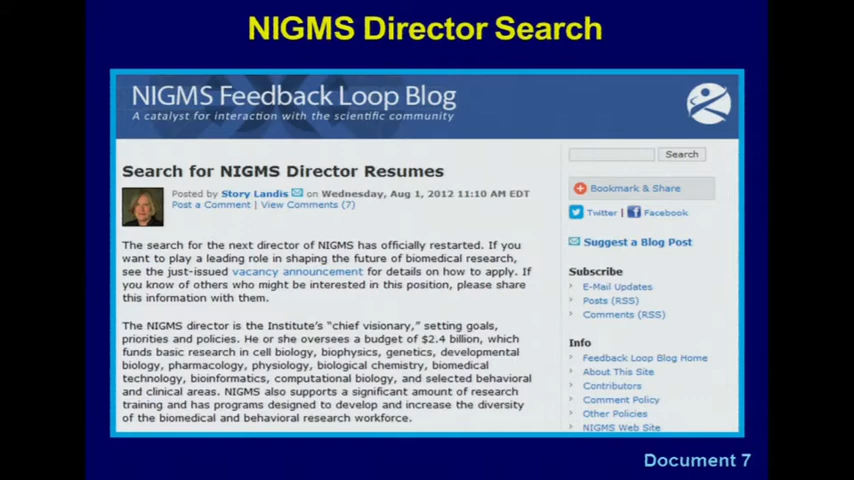 NIGMS Director Search
NIGMS Feedback Loop Blog
A catalyst for interaction with the scientific community
Search for NIGMS Director Resumes
Posted by Story Landis on Wednesday, Aug 1, 2012 11:10 AM EDT
Post a Comment | View Comments (7)
The search for the next director of NIGMS has officially restarted. If you
want to play a leading role in shaping the future of biomedical research,
see the just-issued vacancy announcement for details on how to apply. If
you know of others who might be interested in this position, please share
this information with them.
The NIGMS director is the Institute's "chief visionary," setting goals,
priorities and policies. He or she oversees a budget of $2.4 billion, which
funds basic research in cell biology, biophysics, genetics, developmental
biology, pharmacology, physiology, biological chemistry, biomedical
technology, bioinformatics, computational biology, and selected behavioral
and clinical areas. NIGMS also supports a significant amount of research
training and has programs designed to develop and increase the diversity
of the biomedical and behavioral research workforce.
Search
Bookmark & Share
Twitter | Facebook
Suggest a Blog Post
Subscribe
E-Mail Updates
Posts (RSS)
Comments (RSS)
Info
Feedback Loop Blog Home
About This Site
Contributors
Comment Policy
Other Policies
NIGMS Web Site
Document 7